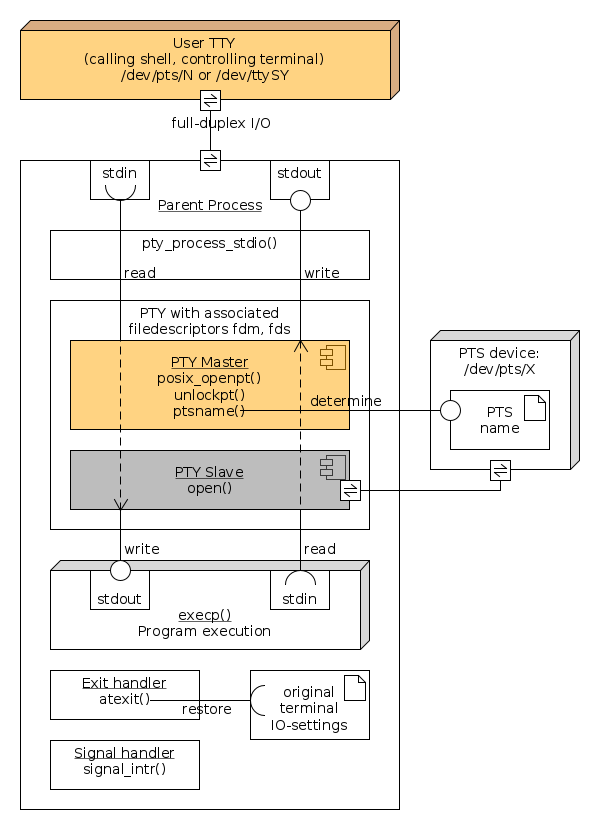 User TTY
(calling shell, controlling terminal)
/dev/pts/N or /dev/ttySY
full-duplex I/O
stdin
stdout
Parent Process
pty_process_stdio()
read
write
PTY with associated
filedescriptors fdm, fds
PTY Master
posix_openpt()
unlockpt()
ptsname()
determine
PTS device:
/dev/pts/X
PTS
name
PTY Slave
open()
write
read
stdout
stdin
execp()
Program execution
Exit handler
atexit()
restore
original
terminal
IO-settings
Signal handler
signal_intr()